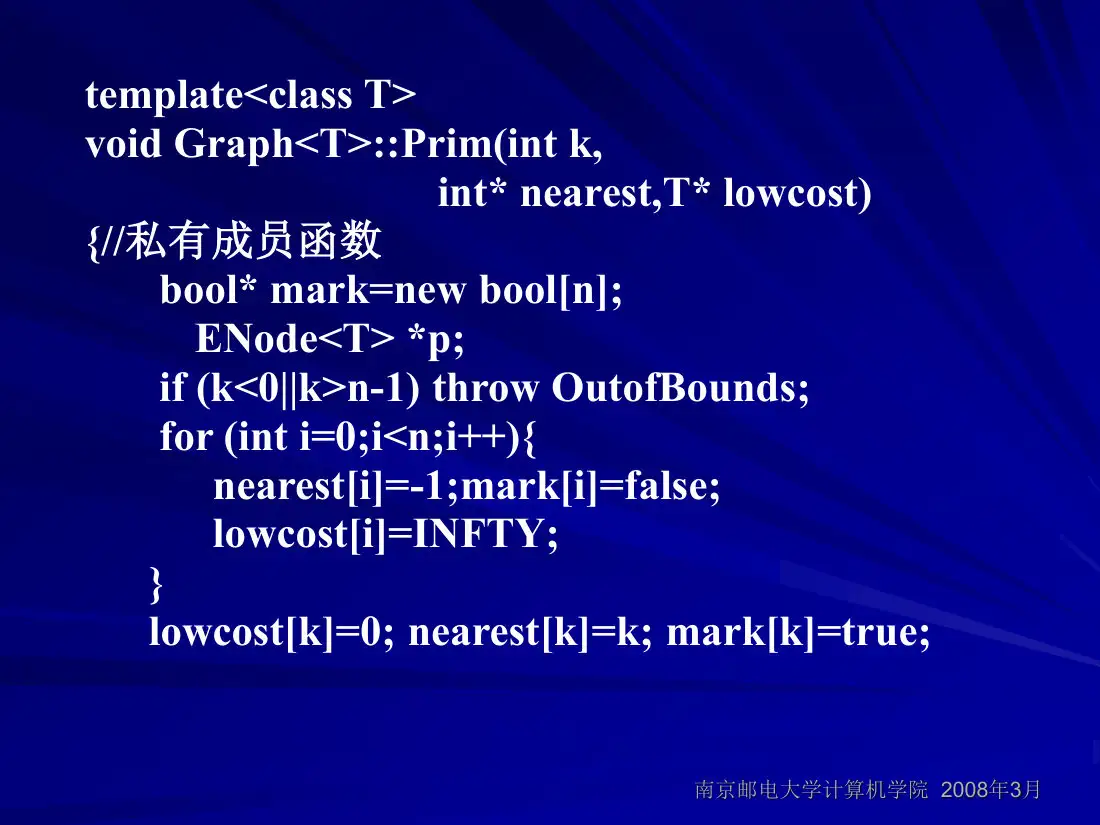 template<class T>
void Graph<T>::Prim(int k,
int* nearest,T* lowcost)
{//私有成员函数
bool* mark=new bool[n];
ENode<T> *p;
if (k<0||k>n-1) throw OutofBounds;
for (int i=0;i<n;i++){
nearest[i]=-1;mark[i]=false;
lowcost[i]=INFTY;
}
lowcost[k]=0; nearest[k]=k; mark[k]=true;
南京邮电大学计算机学院 2008年3月